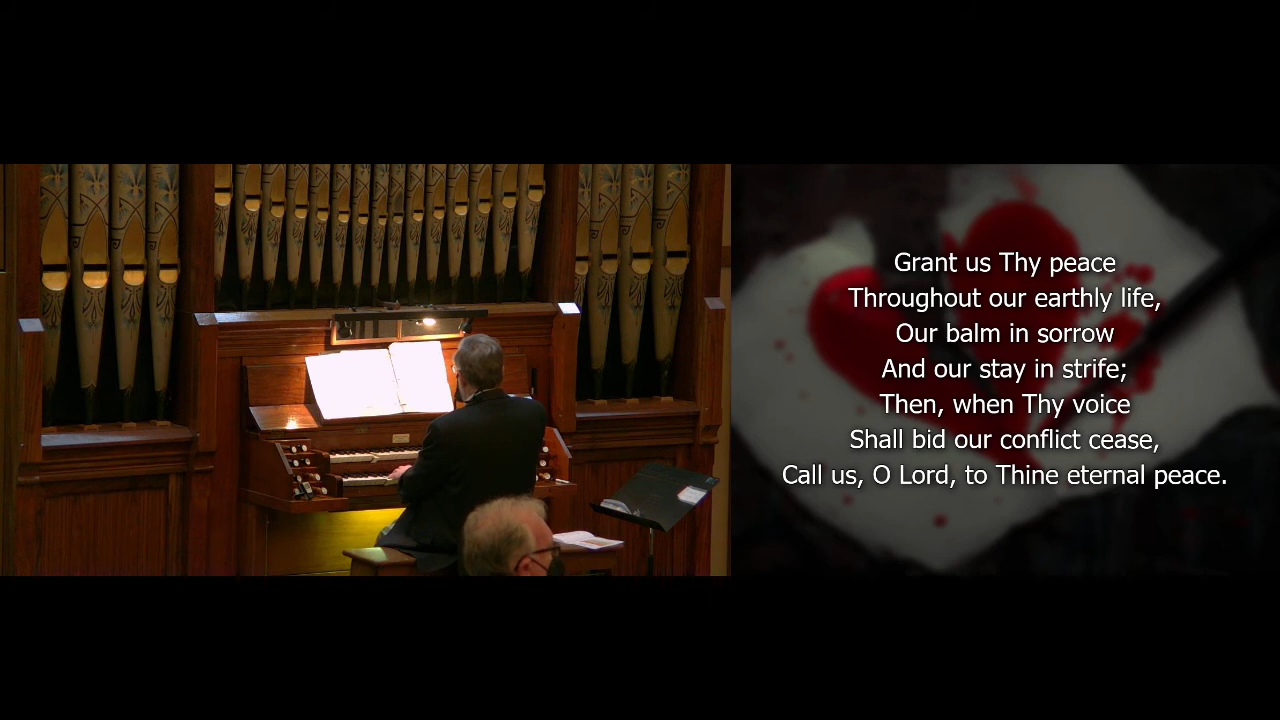 Grant us Thy peace
Throughout our earthly life,
Our balm in sorrow
And our stay in strife;
Then, when Thy voice
Shall bid our conflict cease,
Call us, O Lord, to Thine eternal peace.